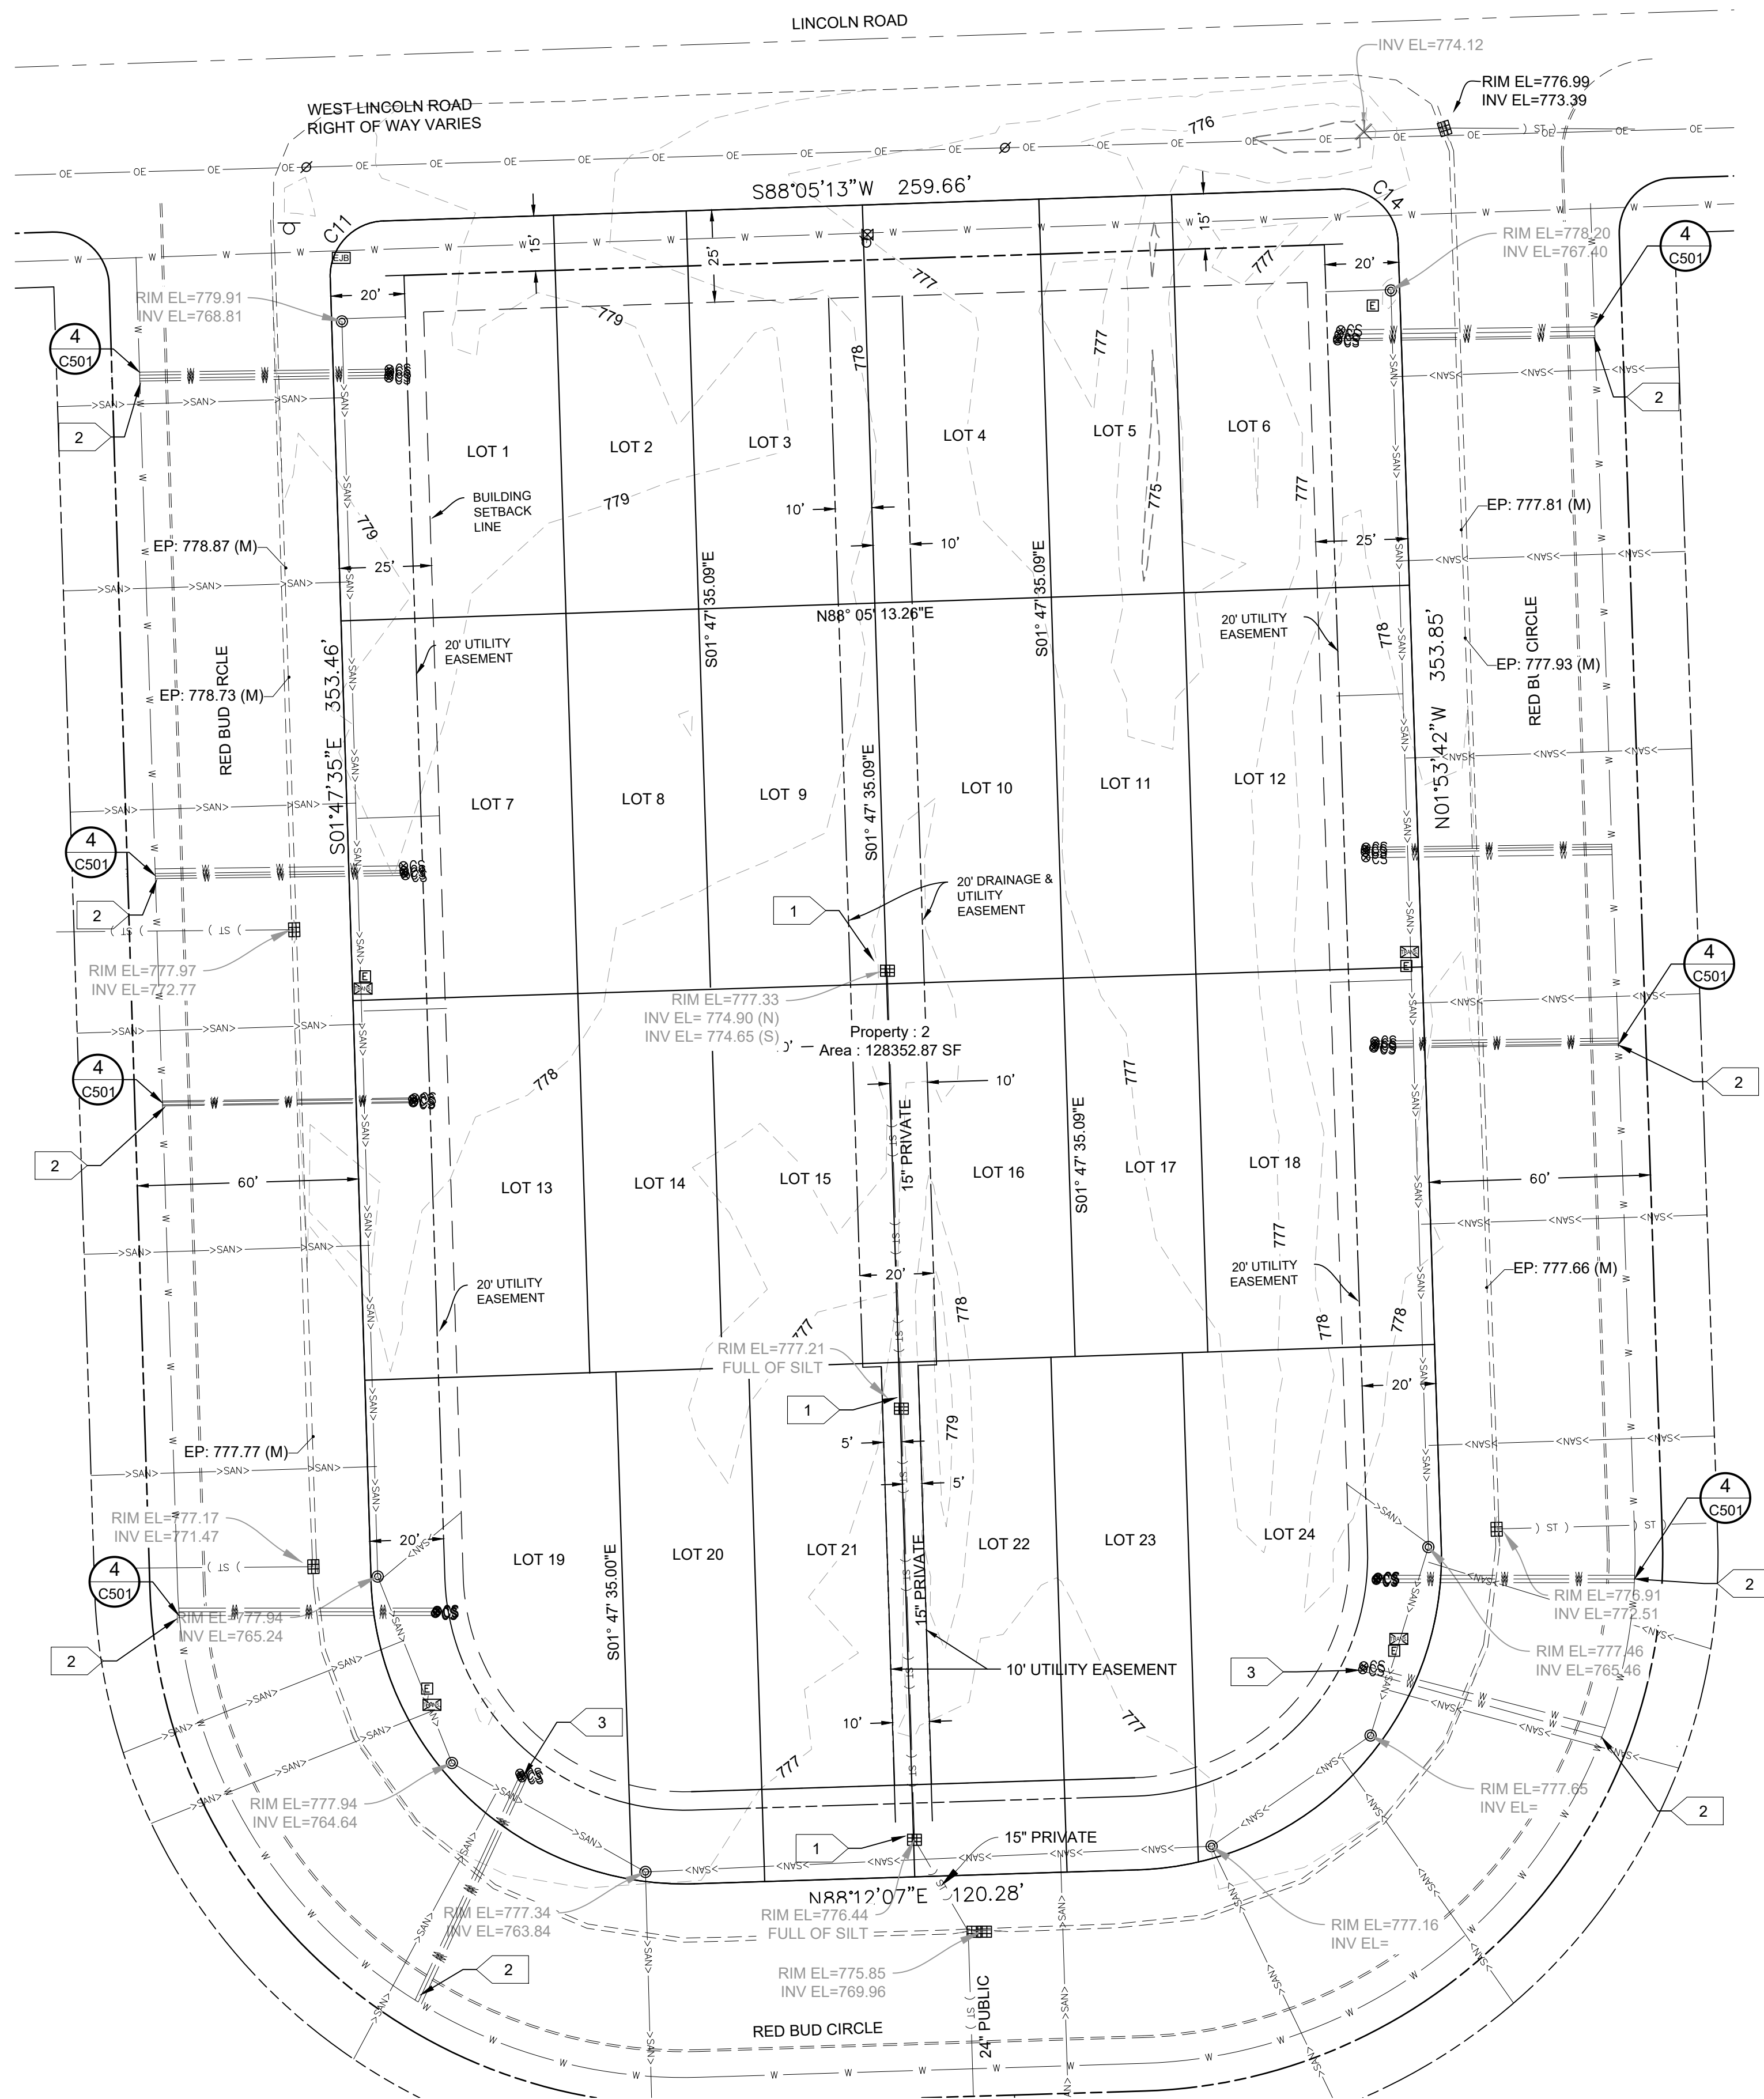 LINCOLN ROAD
INV EL=774.12
RIM EL=776.99
INV EL=773.39
WEST LINCOLN ROAD
RIGHT OF WAY VARIES
776
S88°05'13"W 259.66'
C11
C14
15'
25'
15'
EJB
777
777
RIM EL=778.20
INV EL=767.40
4
C501
20'
20'
RIM EL=779.91
INV EL=768.81
779
778
777
E
4
C501
2
2
LOT 1
LOT 2
LOT 3
LOT 4
LOT 5
LOT 6
BUILDING
SETBACK
LINE
779
779
775
777
10'
10'
EP: 777.81 (M)
EP: 778.87 (M)
25'
25'
N88° 05' 13.26"E
S01° 47' 35.09"E
S01° 47' 35.09"E
20' UTILITY
EASEMENT
20' UTILITY
EASEMENT
778
RED BUD CIRCLE
EP: 778.73 (M)
S01°47'35"E 353.46'
N01°53'42"W 353.85'
EP: 777.93 (M)
RED BUD CIRCLE
LOT 7
LOT 8
LOT 9
LOT 10
LOT 11
LOT 12
S01° 47' 35.09"E
4
C501
2
1
20' DRAINAGE &
UTILITY
EASEMENT
RIM EL=777.97
INV EL=772.77
E
E
4
C501
RIM EL=777.33
INV EL= 774.90 (N)
INV EL= 774.65 (S)
Property : 2
Area : 128352.87 SF
4
C501
778
10'
777
2
2
15" PRIVATE
S01° 47' 35.09"E
60'
60'
LOT 13
LOT 14
LOT 15
LOT 16
LOT 17
LOT 18
777
20' UTILITY
EASEMENT
20'
20' UTILITY
EASEMENT
EP: 777.66 (M)
778
778
778
777
RIM EL=777.21
FULL OF SILT
1
20'
5'
779
5'
EP: 777.77 (M)
4
C501
RIM EL=777.17
INV EL=771.47
20'
LOT 19
LOT 20
LOT 21
LOT 22
LOT 23
LOT 24
S01° 47' 35.00"E
15" PRIVATE
4
C501
2
2
RIM EL=777.94
INV EL=765.24
RIM EL=776.91
INV EL=772.51
RIM EL=777.46
INV EL=765.46
10' UTILITY EASEMENT
3
E
E
10'
777
777
3
RIM EL=777.94
INV EL=764.64
RIM EL=777.65
INV EL=
2
1
15" PRIVATE
N88°12'07"E 120.28'
RIM EL=777.34
INV EL=763.84
RIM EL=776.44
FULL OF SILT
RIM EL=777.16
INV EL=
2
RIM EL=775.85
INV EL=769.96
24" PUBLIC
RED BUD CIRCLE